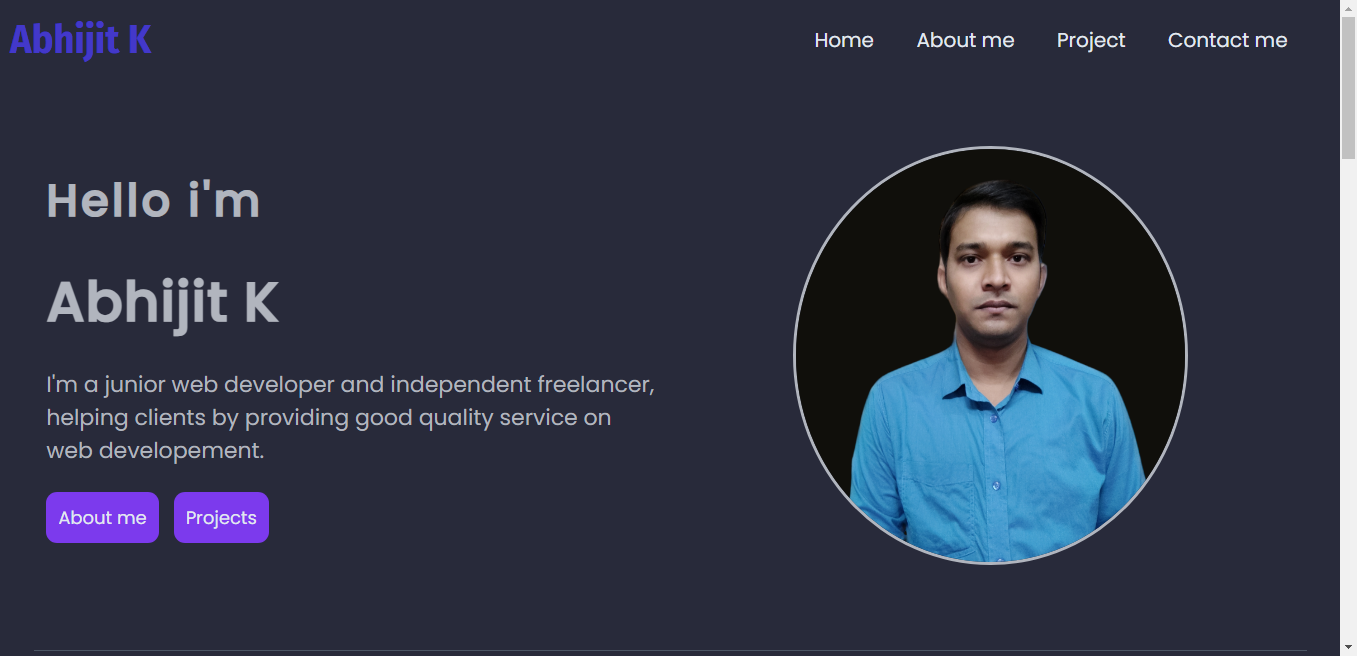 Abhijit K
Home About me Project Contact me
Hello i'm
Abhijit K
I'm a junior web developer and independent freelancer,
helping clients by providing good quality service on
web developement.
About me Projects